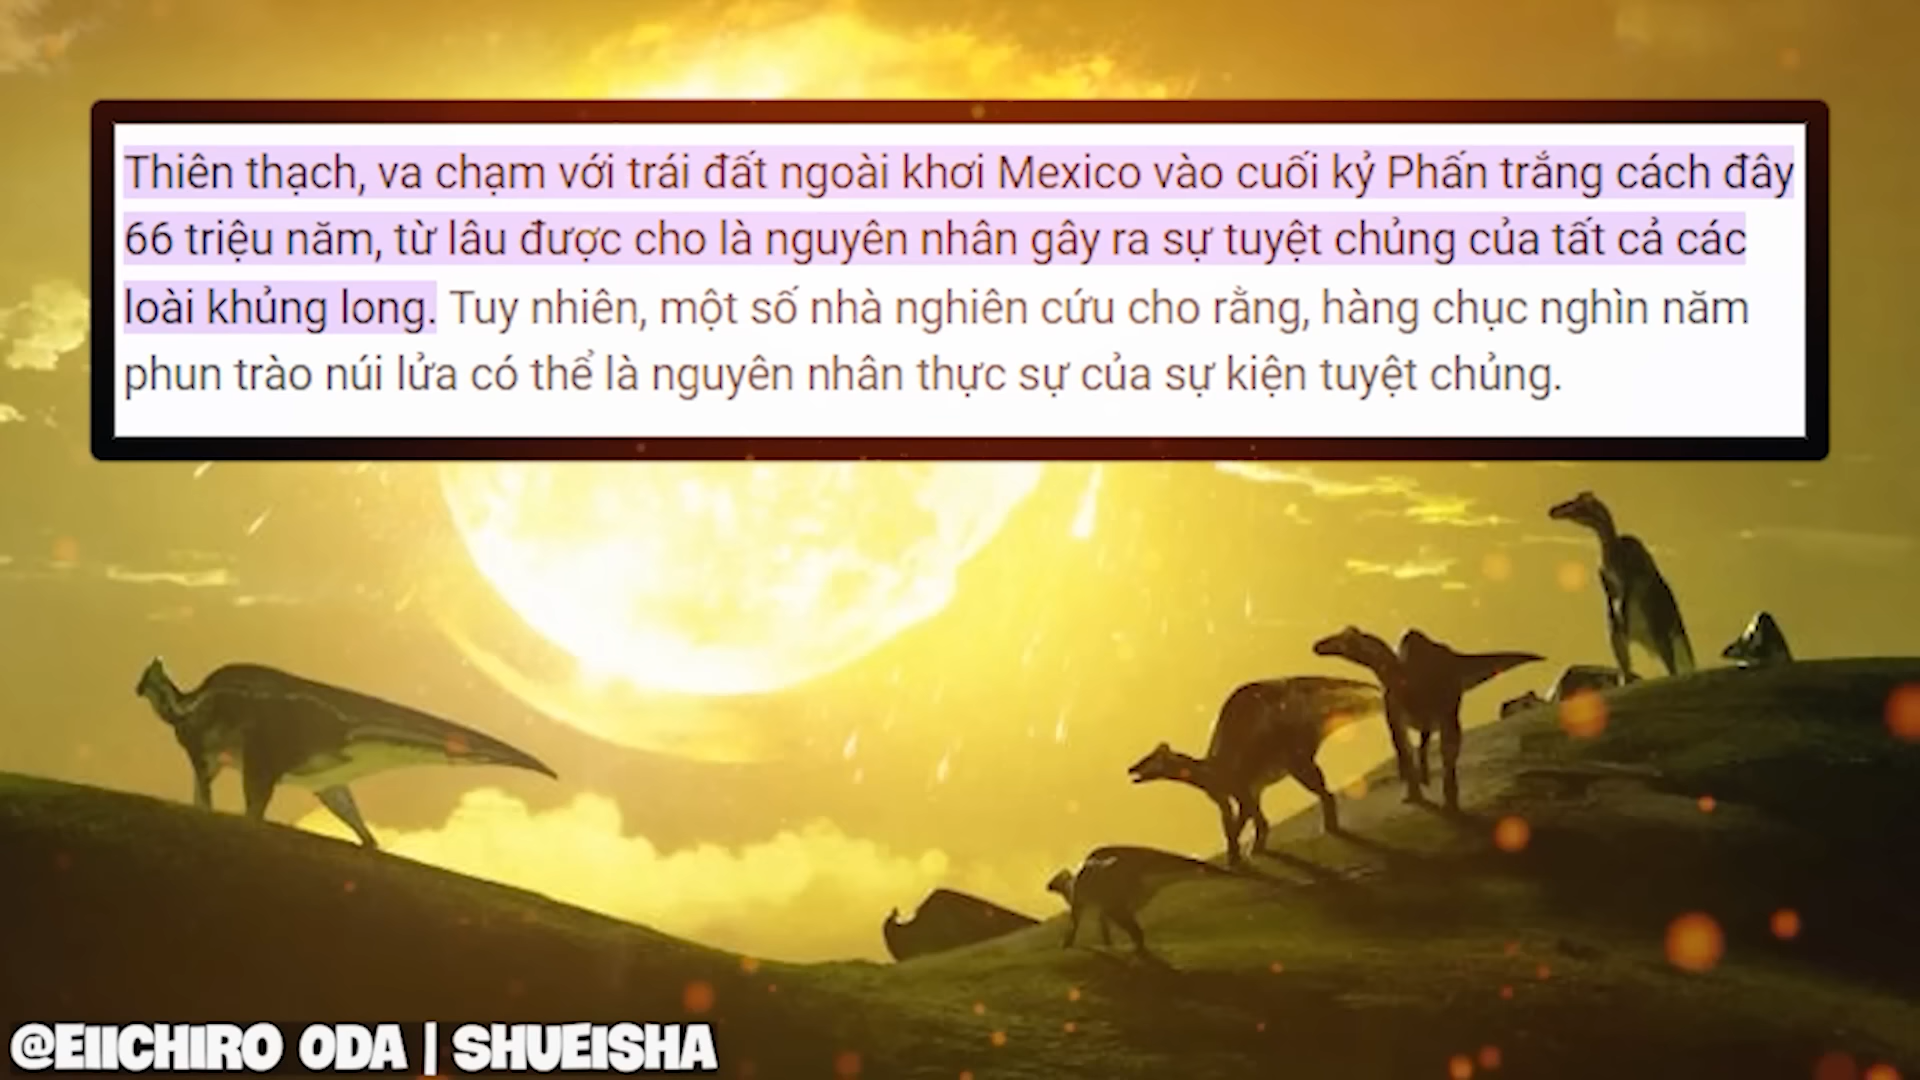 Thiên thạch, va chạm với trái đất ngoài khơi Mexico vào cuối kỷ Phấn trắng cách đây
66 triệu năm, từ lâu được cho là nguyên nhân gây ra sự tuyệt chủng của tất cả các
loài khủng long. Tuy nhiên, một số nhà nghiên cứu cho rằng, hàng chục nghìn năm
phun trào núi lửa có thể là nguyên nhân thực sự của sự kiện tuyệt chủng.
@EIICHIRO ODA | SHUEISHA